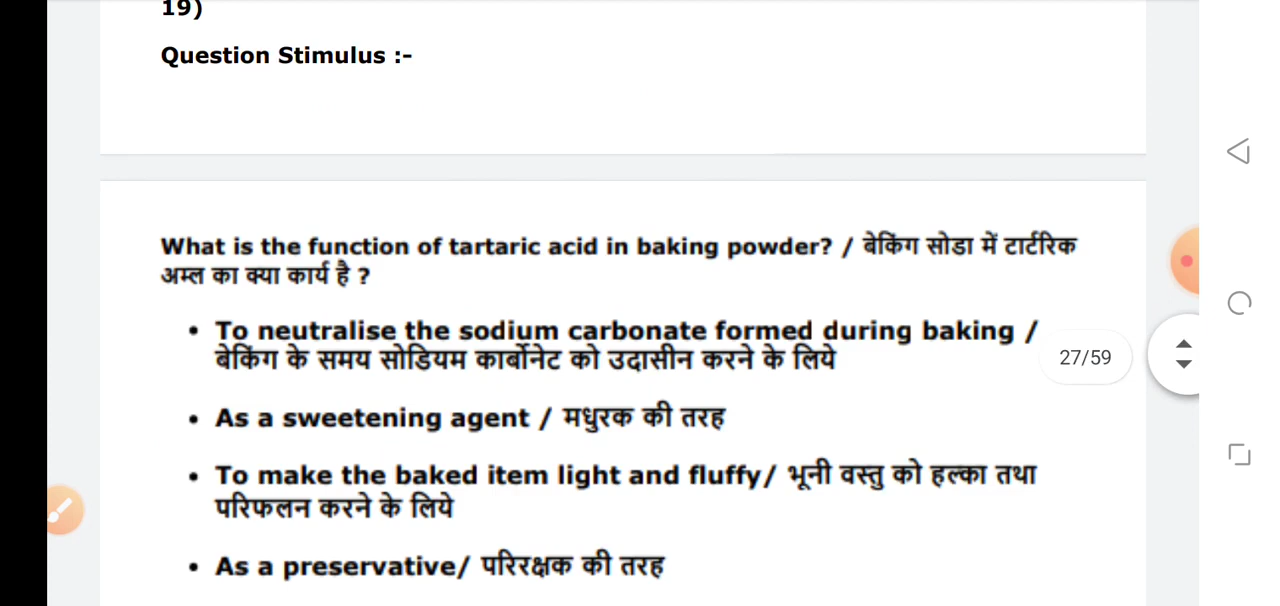 19)
Question Stimulus :-
What is the function of tartaric acid in baking powder? / बेकिंग सोडा में टार्टरिक
अम्ल का क्या कार्य है ?
• To neutralise the sodium carbonate formed during baking /
बेकिंग के समय सोडियम कार्बोनेट को उदासीन करने के लिये
27/59
• As a sweetening agent / मधुरक की तरह
• To make the baked item light and fluffy/ भूनी वस्तु को हल्का तथा
परिफलन करने के लिये
• As a preservative/ परिरक्षक की तरह